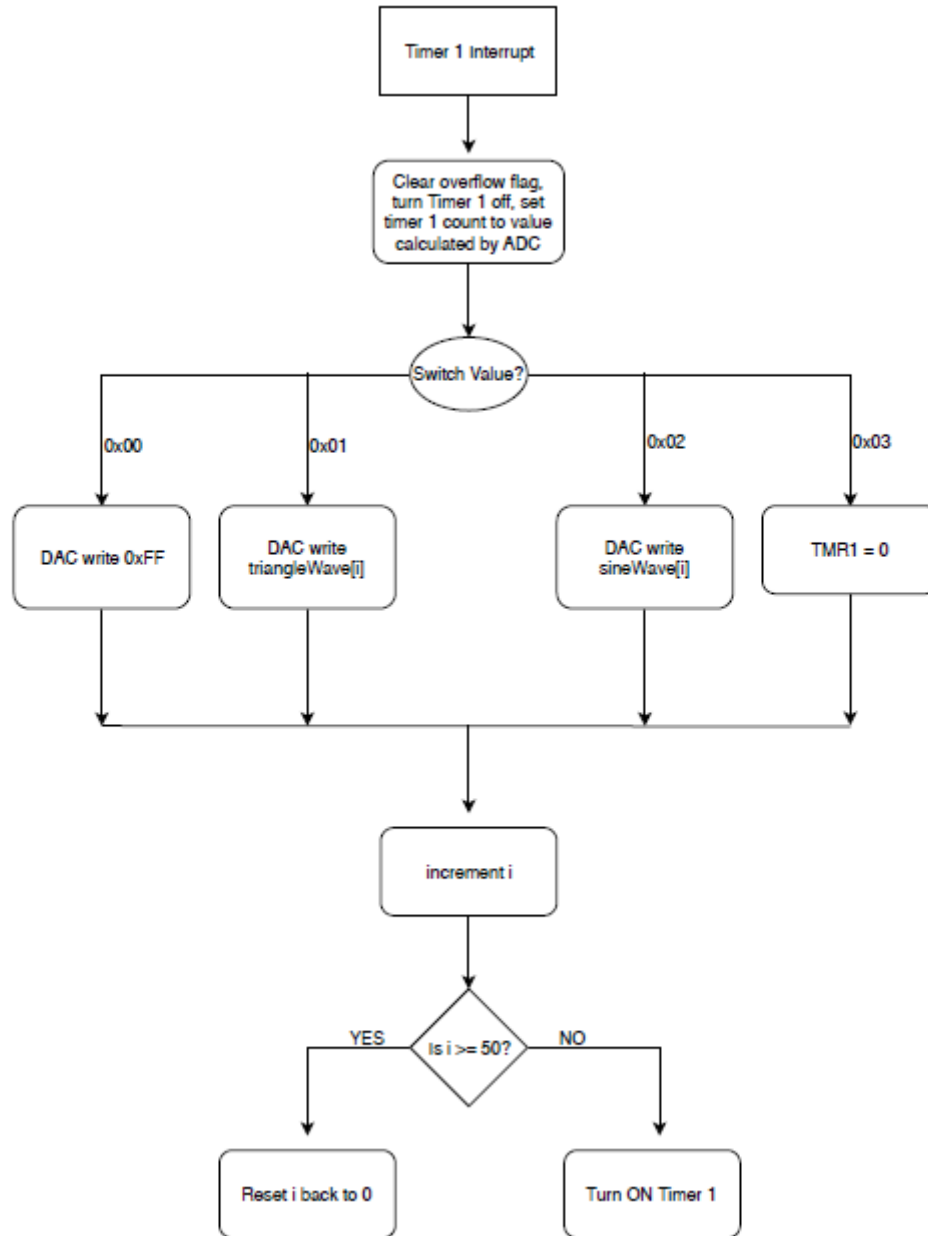 Timer 1 Interrupt
Clear overflow flag,
turn Timer 1 off, set
timer 1 count to value
calculated by ADC
Switch Value?
0x00
0x01
0x02
0x03
DAC write 0xFF
DAC write
triangleWave[i]
DAC write
sineWave[i]
TMR1 = 0
increment i
Is i >= 50?
YES
NO
Reset i back to 0
Turn ON Timer 1